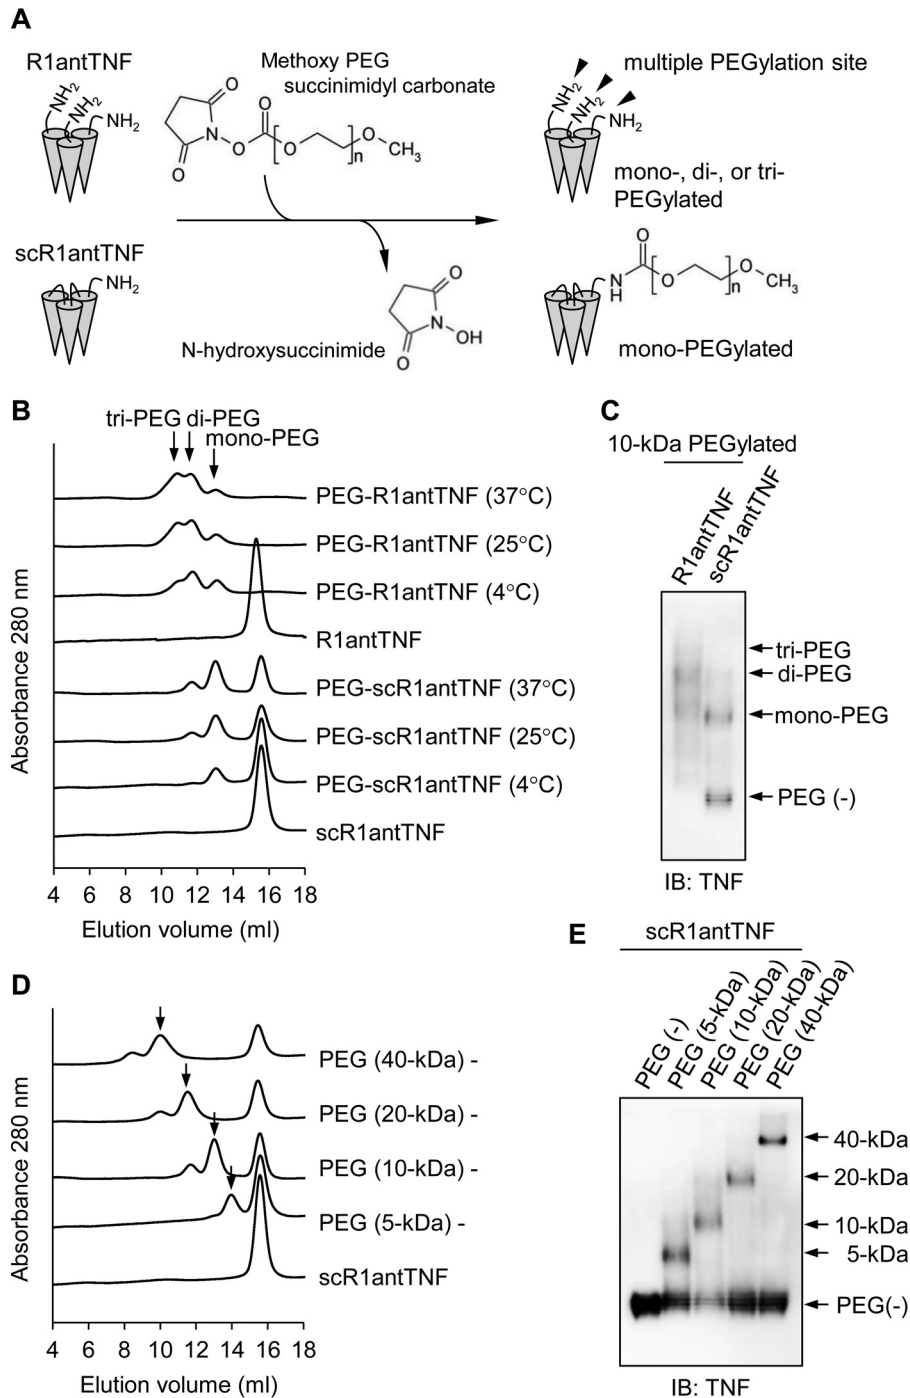 A
R1antTNF
NH2
NH2
NH2
Methoxy PEG
succinimidyl carbonate
O
N
O
O
O
O
n
O
CH3
multiple PEGylation site
NH2
NH2
NH2
mono-, di-, or tri-
PEGylated
scR1antTNF
NH2
N-hydroxysuccinimide
O
N
OH
O
O
N
H
O
n
O
CH3
mono-PEGylated
B
tri-PEG di-PEG
mono-PEG
PEG-R1antTNF (37°C)
PEG-R1antTNF (25°C)
PEG-R1antTNF (4°C)
R1antTNF
PEG-scR1antTNF (37°C)
PEG-scR1antTNF (25°C)
PEG-scR1antTNF (4°C)
scR1antTNF
Absorbance 280 nm
4 6 8 10 12 14 16 18
Elution volume (ml)
C
10-kDa PEGylated
R1antTNF
scR1antTNF
tri-PEG
di-PEG
mono-PEG
PEG (-)
IB: TNF
D
PEG (40-kDa) -
PEG (20-kDa) -
PEG (10-kDa) -
PEG (5-kDa) -
scR1antTNF
Absorbance 280 nm
4 6 8 10 12 14 16 18
Elution volume (ml)
E
scR1antTNF
PEG (-)
PEG (5-kDa)
PEG (10-kDa)
PEG (20-kDa)
PEG (40-kDa)
40-kDa
20-kDa
10-kDa
5-kDa
PEG(-)
IB: TNF